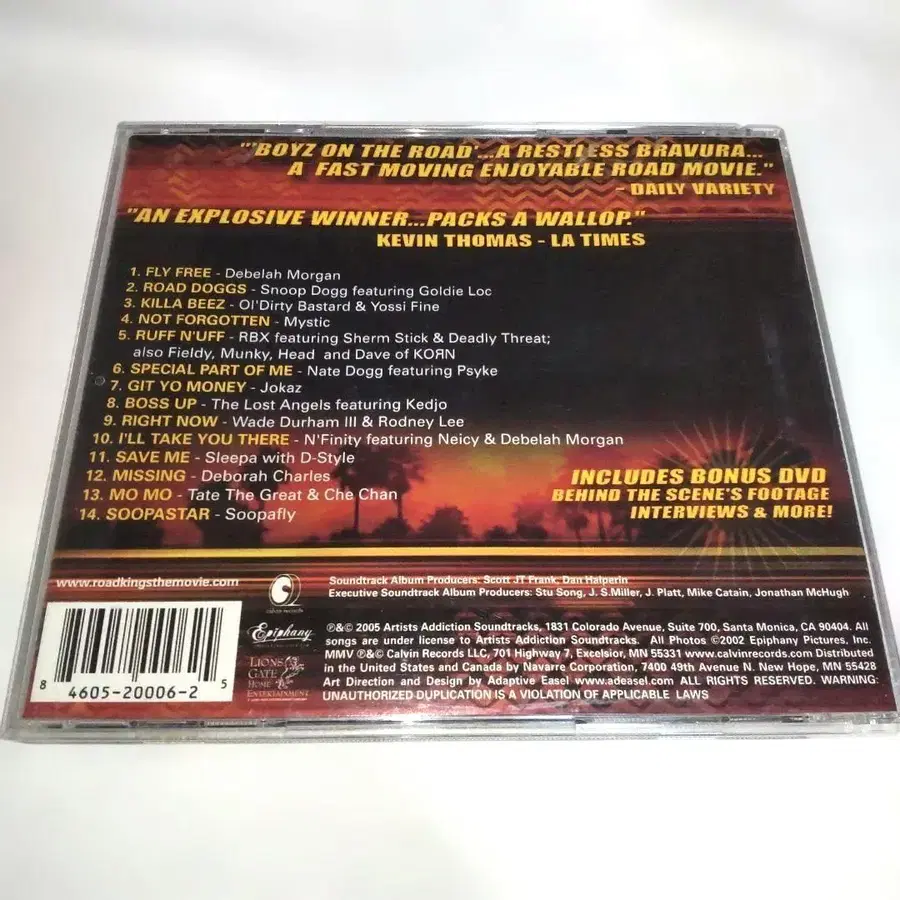 "'BOYZ ON THE ROAD'...A RESTLESS BRAVURA...
A FAST MOVING ENJOYABLE ROAD MOVIE."
- DAILY VARIETY
"AN EXPLOSIVE WINNER...PACKS A WALLOP."
KEVIN THOMAS - LA TIMES
1. FLY FREE - Debelah Morgan
2. ROAD DOGGS - Snoop Dogg featuring Goldie Loc
3. KILLA BEEZ - Ol'Dirty Bastard & Yossi Fine
4. NOT FORGOTTEN - Mystic
5. RUFF N'UFF - RBX featuring Sherm Stick & Deadly Threat;
also Fieldy, Munky, Head and Dave of KOЯN
6. SPECIAL PART OF ME - Nate Dogg featuring Psyke
7. GIT YO MONEY - Jokaz
8. BOSS UP - The Lost Angels featuring Kedjo
9. RIGHT NOW - Wade Durham III & Rodney Lee
10. I'LL TAKE YOU THERE - N'Finity featuring Neicy & Debelah Morgan
11. SAVE ME - Sleepa with D-Style
12. MISSING - Deborah Charles
13. MO MO - Tate The Great & Che Chan
14. SOOPASTAR - Soopafly
INCLUDES BONUS DVD
BEHIND THE SCENE'S FOOTAGE
INTERVIEWS & MORE!
www.roadkingsthemovie.com
Soundtrack Album Producers: Scott JT Frank, Dan Halperin
Executive Soundtrack Album Producers: Stu Song, J. S.Miller, J. Platt, Mike Catain, Jonathan McHugh
calvin records
Epiphany
LIONS GATE
HOME
ENTERTAINMENT
℗&© 2005 Artists Addiction Soundtracks, 1831 Colorado Avenue, Suite 700, Santa Monica, CA 90404. All
songs are under license to Artists Addiction Soundtracks. All Photos ©2002 Epiphany Pictures, Inc.
MMV ℗&© Calvin Records LLC, 701 Highway 7, Excelsior, MN 55331 www.calvinrecords.com Distributed
in the United States and Canada by Navarre Corporation, 7400 49th Avenue N. New Hope, MN 55428
Art Direction and Design by Adaptive Easel www.adeasel.com ALL RIGHTS RESERVED. WARNING:
UNAUTHORIZED DUPLICATION IS A VIOLATION OF APPLICABLE LAWS
8 4605-20006-2 5